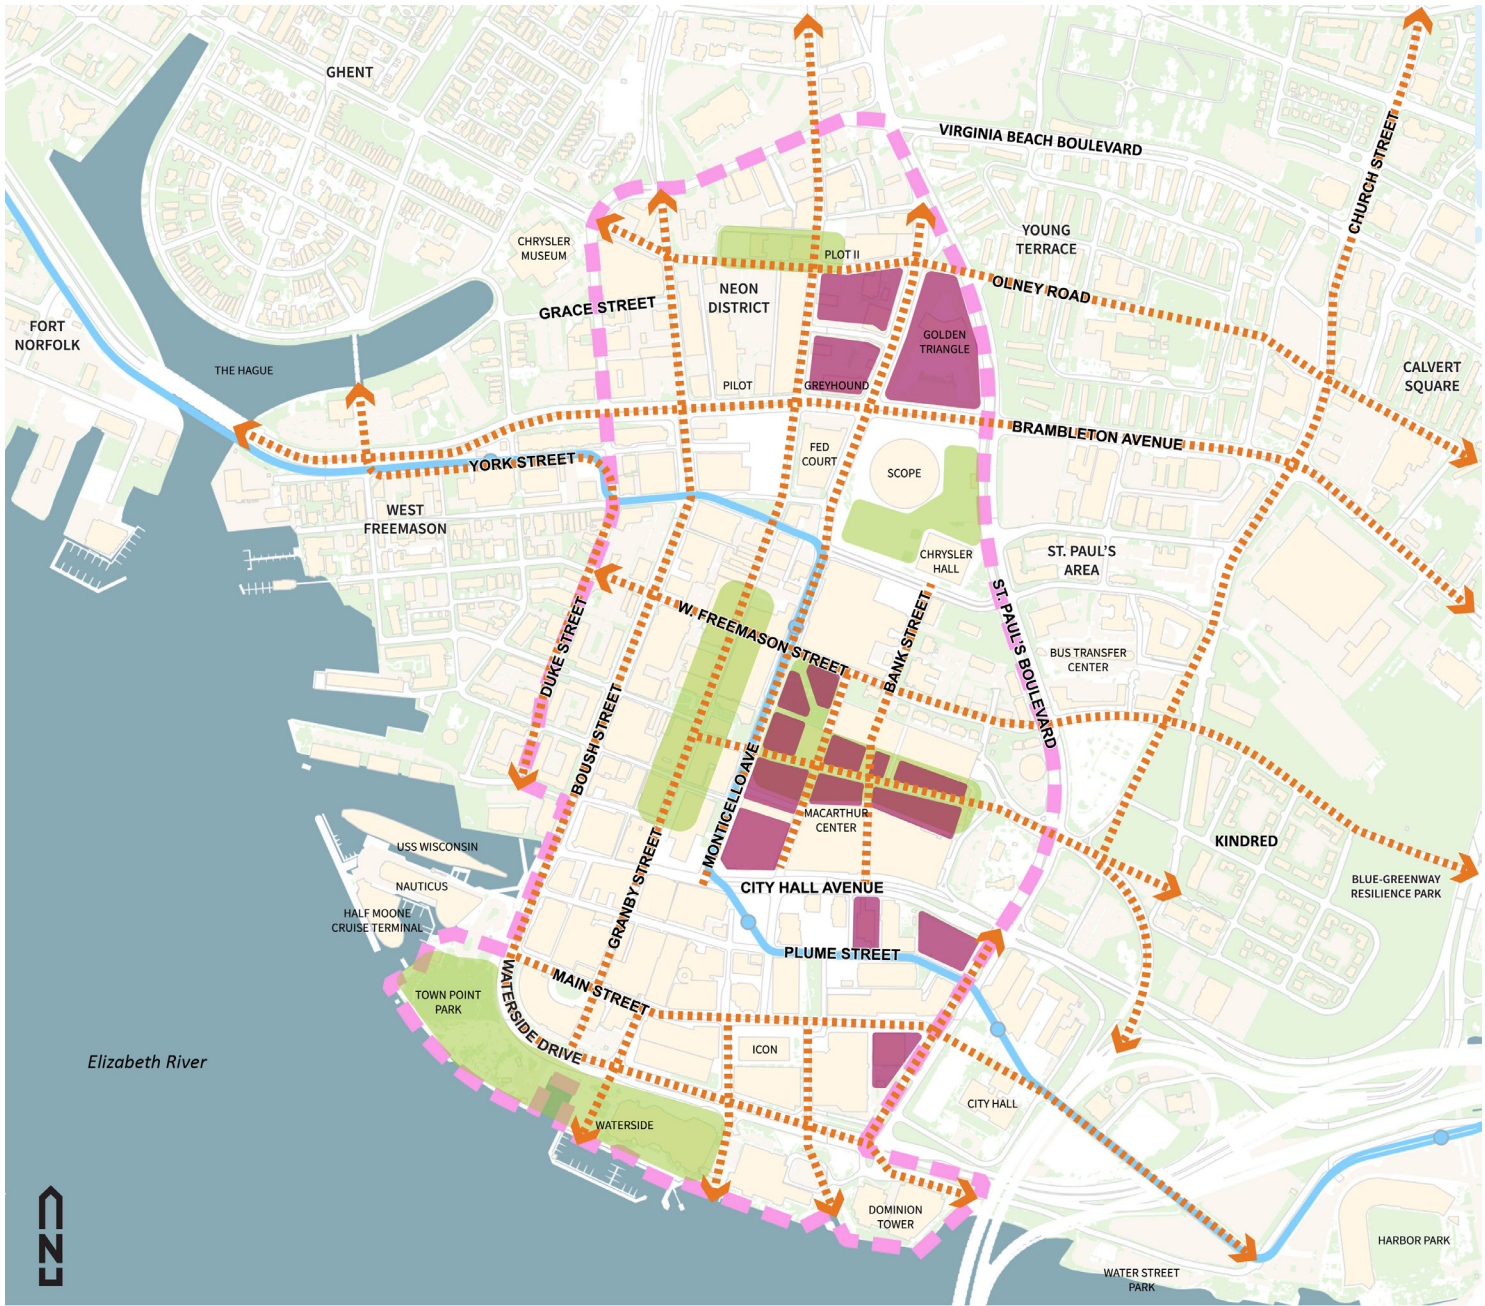 GHENT
VIRGINIA BEACH BOULEVARD
CHURCH STREET
CHRYSLER
MUSEUM
YOUNG
TERRACE
PLOT II
OLNEY ROAD
NEON
DISTRICT
GRACE STREET
FORT
NORFOLK
GOLDEN
TRIANGLE
THE HAGUE
CALVERT
SQUARE
PILOT
GREYHOUND
BRAMBLETON AVENUE
FED
COURT
YORK STREET
SCOPE
WEST
FREEMASON
CHRYSLER
HALL
ST. PAUL'S
AREA
W. FREEMASON STREET
BANK STREET
ST. PAUL'S BOULEVARD
DUKE STREET
BUS TRANSFER
CENTER
BOUSH STREET
MONTICELLO AVE
MACARTHUR
CENTER
USS WISCONSIN
KINDRED
NAUTICUS
GRANBY STREET
CITY HALL AVENUE
BLUE-GREENWAY
RESILIENCE PARK
HALF MOONE
CRUISE TERMINAL
PLUME STREET
TOWN POINT
PARK
WATERSIDE DRIVE
MAIN STREET
Elizabeth River
ICON
CITY HALL
WATERSIDE
DOMINION
TOWER
HARBOR PARK
WATER STREET
PARK
N